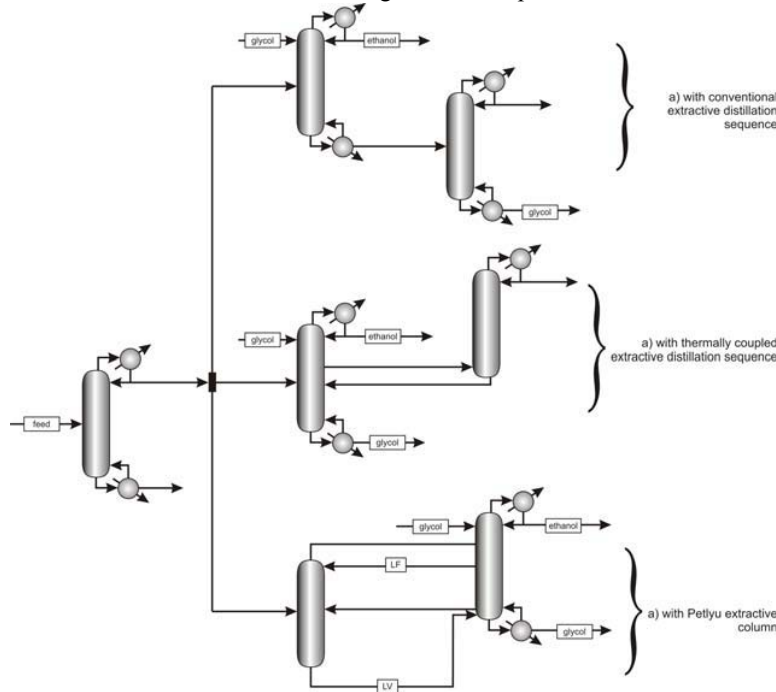 glycol
ethanol
a) with conventional
extractive distillation
sequence
glycol
glycol
ethanol
a) with thermally coupled
extractive distillation sequence
feed
glycol
glycol
ethanol
LF
a) with Petlyu extractive
column
glycol
LV